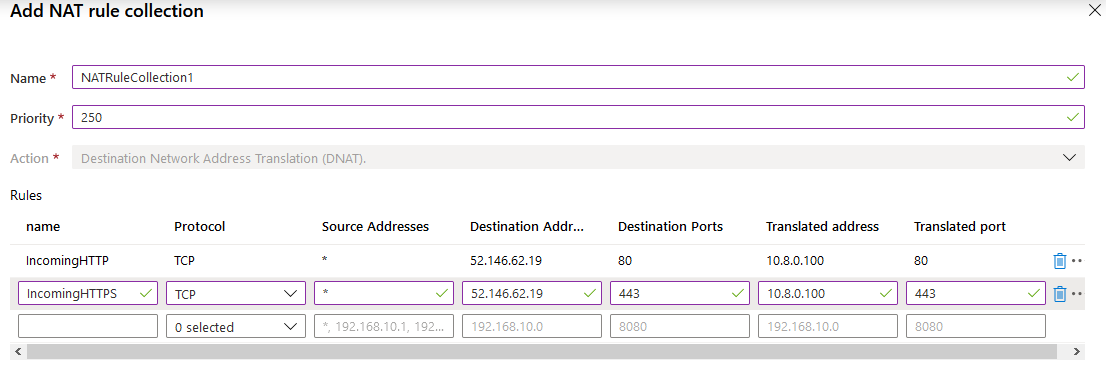 Add NAT rule collection
Name * NATRuleCollection1
Priority * 250
Action * Destination Network Address Translation (DNAT).
Rules
name Protocol Source Addresses Destination Addr... Destination Ports Translated address Translated port
IncomingHTTP TCP * 52.146.62.19 80 10.8.0.100 80
IncomingHTTPS TCP * 52.146.62.19 443 10.8.0.100 443
0 selected *, 192.168.10.1, 192... 192.168.10.0 8080 192.168.10.0 8080